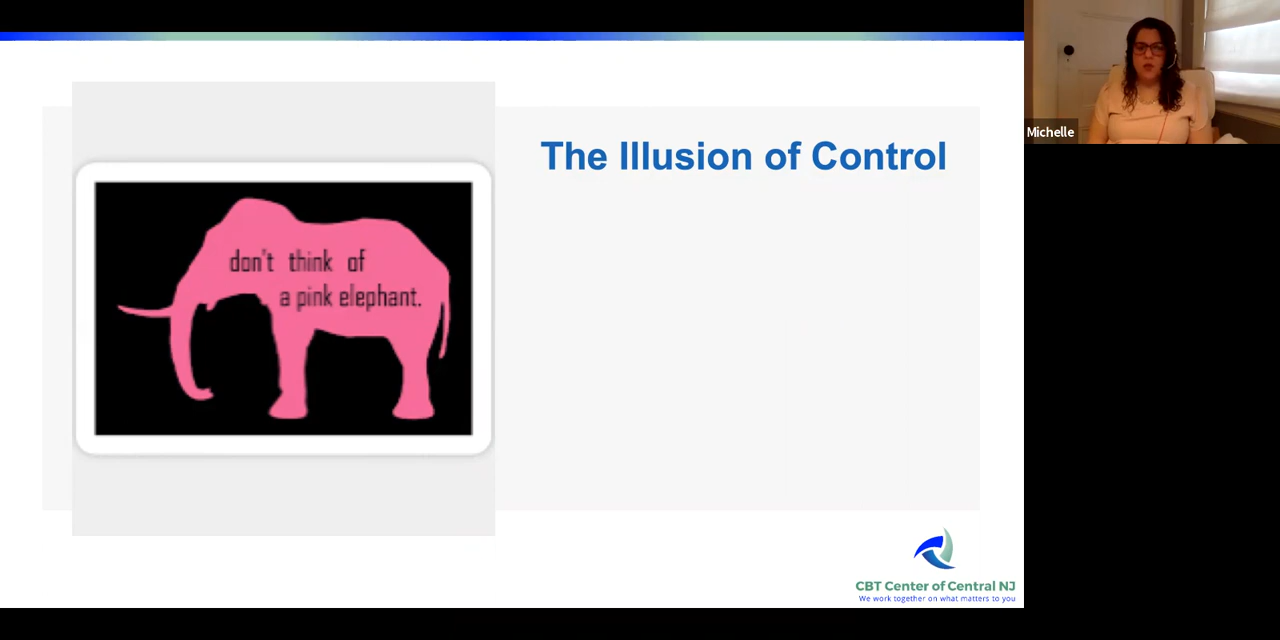 The Illusion of Control
don't think of
a pink elephant.
Michelle
CBT Center of Central NJ
We work together on what matters to you